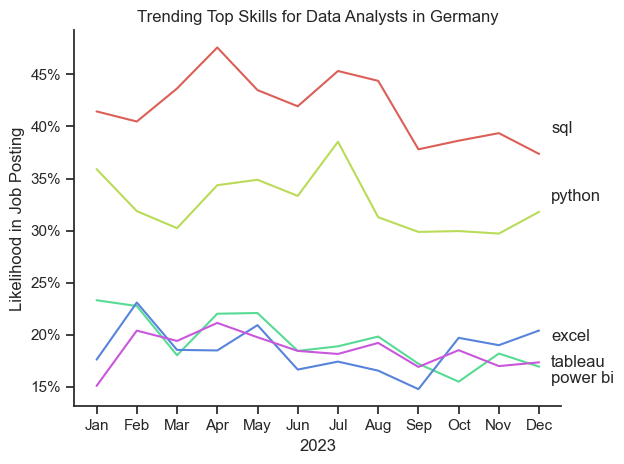 Trending Top Skills for Data Analysts in Germany
Likelihood in Job Posting
45%
40%
35%
30%
25%
20%
15%
sql
python
excel
tableau
power bi
Jan Feb Mar Apr May Jun Jul Aug Sep Oct Nov Dec
2023